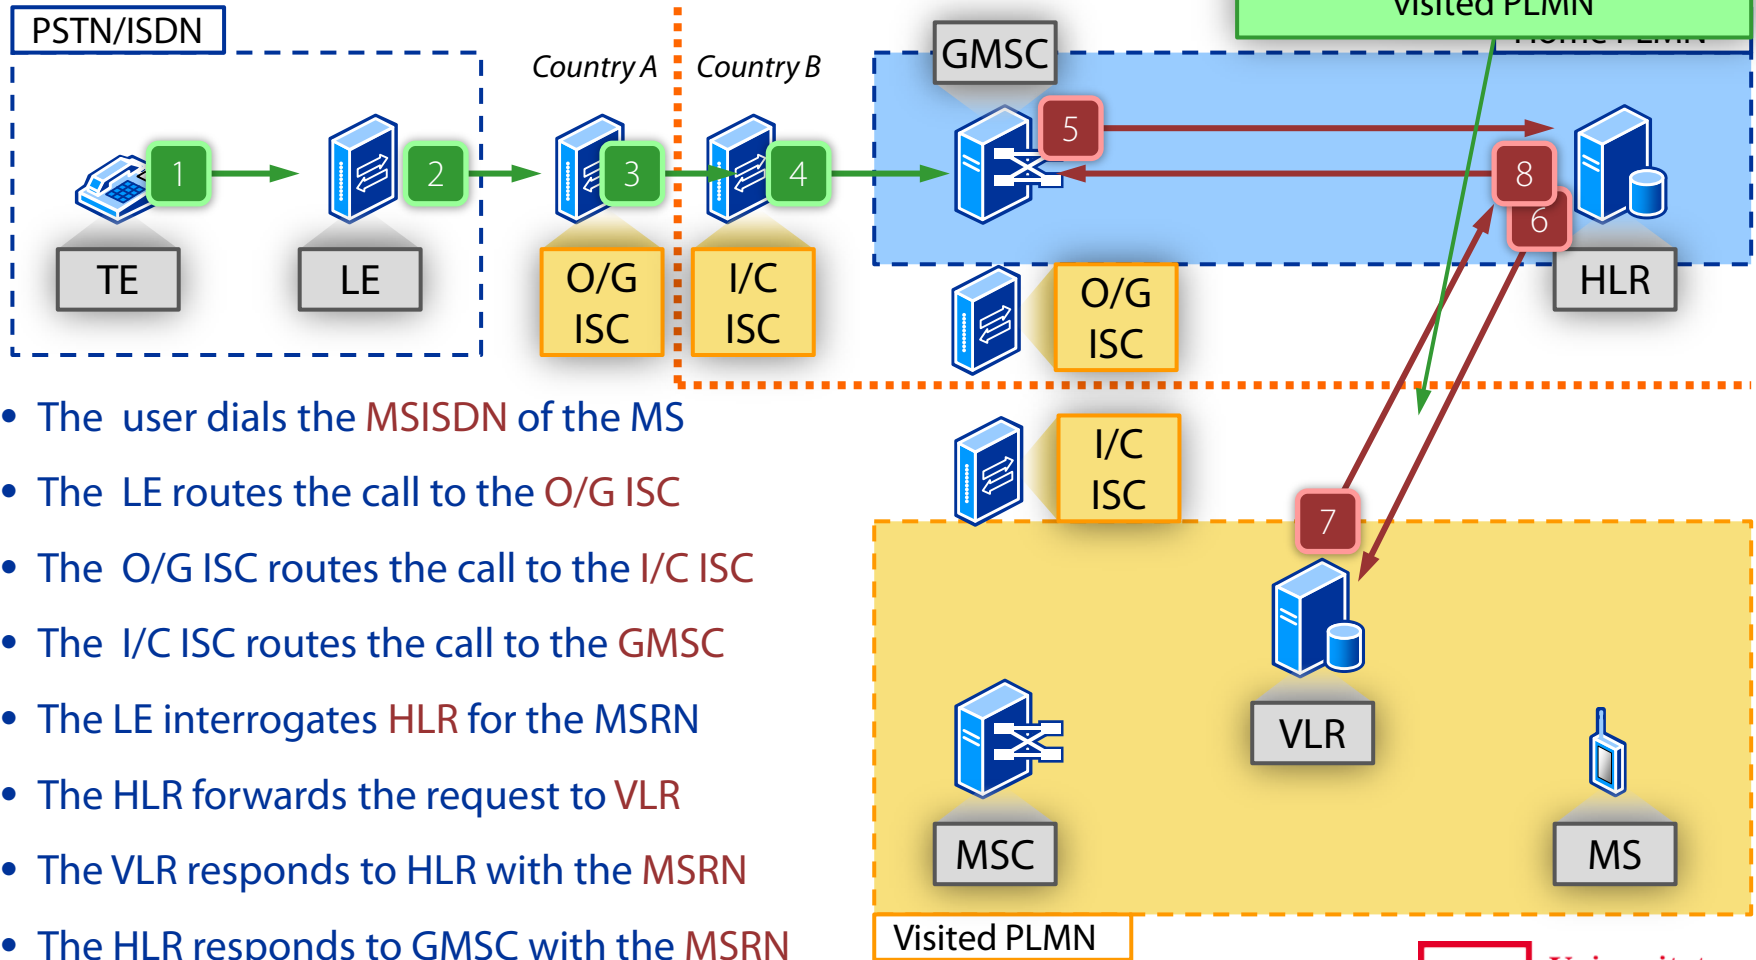 Visited PLMN
PSTN/ISDN
Home PLMN
Country A
Country B
GMSC
1
2
3
4
5
8
6
TE
LE
O/G
ISC
I/C
ISC
O/G
ISC
HLR
• The user dials the MSISDN of the MS
• The LE routes the call to the O/G ISC
• The O/G ISC routes the call to the I/C ISC
• The I/C ISC routes the call to the GMSC
• The LE interrogates HLR for the MSRN
• The HLR forwards the request to VLR
• The VLR responds to HLR with the MSRN
• The HLR responds to GMSC with the MSRN
I/C
ISC
7
VLR
MSC
MS
Visited PLMN